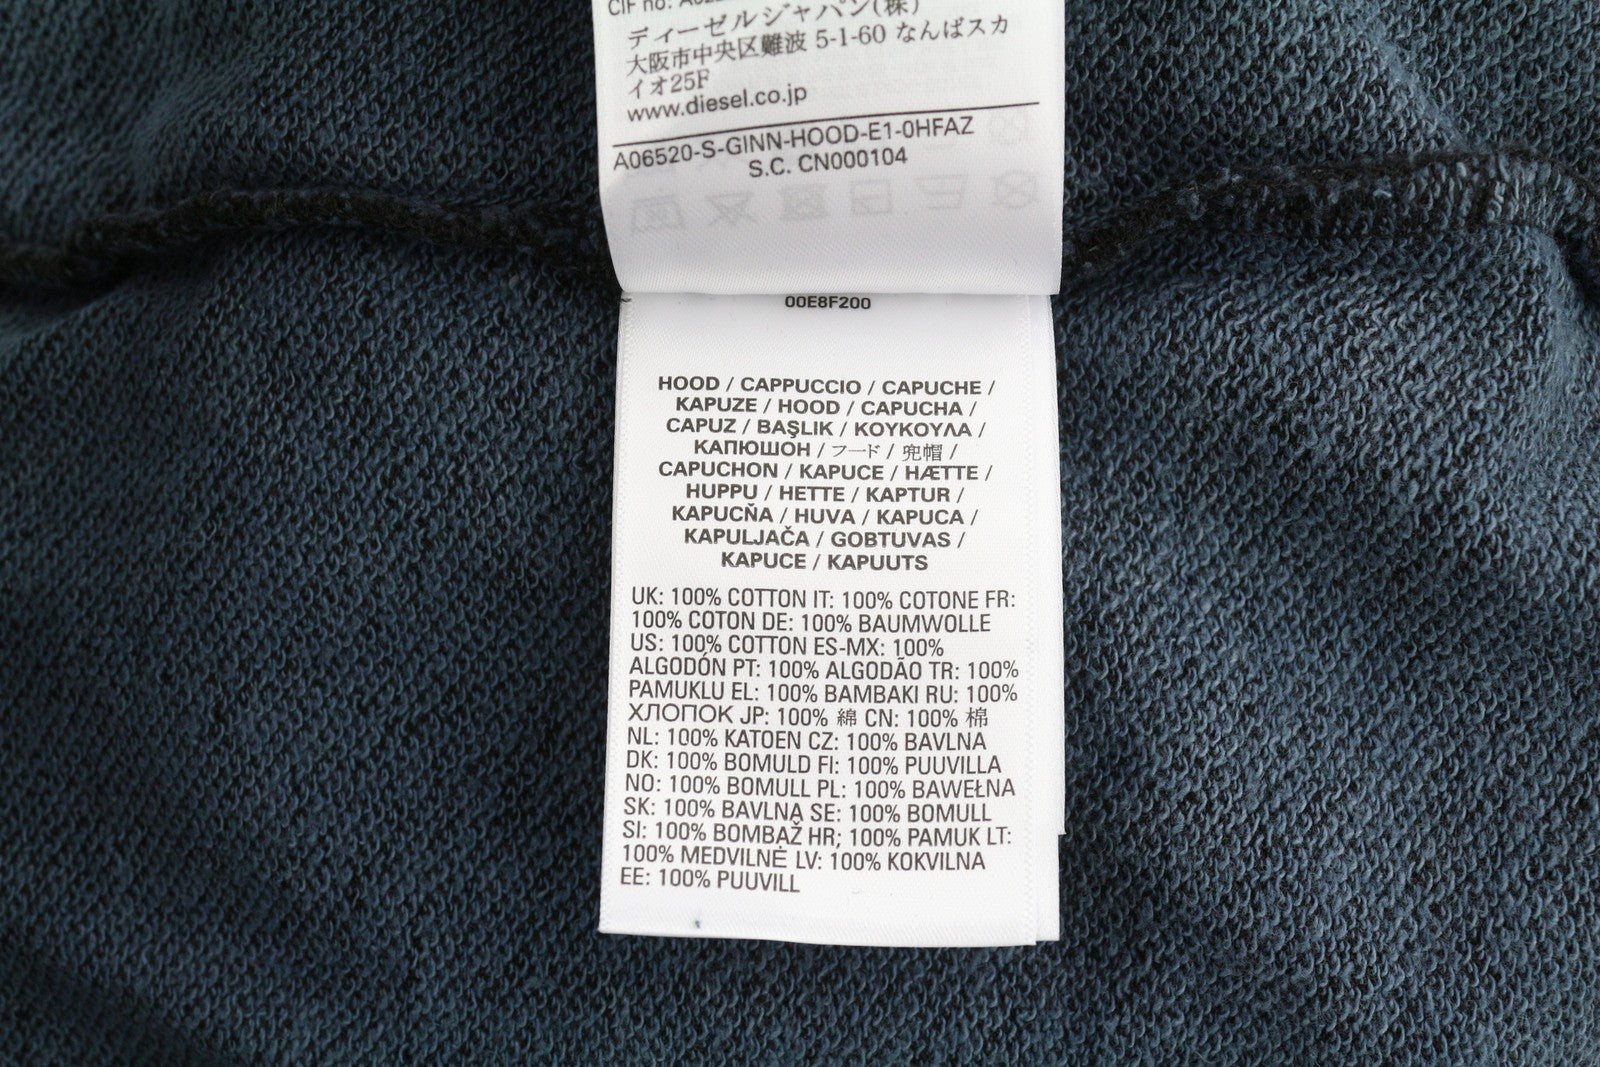 CIF no:
ディーゼルジャパン(株)
大阪市中央区難波 5-1-60 なんばスカ
イオ25F
www.diesel.co.jp
A06520-S-GINN-HOOD-E1-0HFAZ
S.C. CN000104
00E8F200
HOOD / CAPPUCCIO / CAPUCHE /
KAPUZE / HOOD / CAPUCHA /
CAPUZ / BAŞLIK / ΚΟΥΚΟΥΛΑ /
КАПЮШОН / フード / 兜帽 /
CAPUCHON / KAPUCE / HÆTTE /
HUPPU / HETTE / KAPTUR /
KAPUCŇA / HUVA / KAPUCA /
KAPULJAČA / GOBTUVAS /
KAPUCE / KAPUUTS
UK: 100% COTTON IT: 100% COTONE FR:
100% COTON DE: 100% BAUMWOLLE
US: 100% COTTON ES-MX: 100%
ALGODÓN PT: 100% ALGODÃO TR: 100%
PAMUKLU EL: 100% ΒΑΜΒΑΚΙ RU: 100%
ХЛОПОК JP: 100% 綿 CN: 100% 棉
NL: 100% KATOEN CZ: 100% BAVLNA
DK: 100% BOMULD FI: 100% PUUVILLA
NO: 100% BOMULL PL: 100% BAWEŁNA
SK: 100% BAVLNA SE: 100% BOMULL
SI: 100% BOMBAŽ HR; 100% PAMUK LT:
100% MEDVILNĖ LV: 100% KOKVILNA
EE: 100% PUUVILL